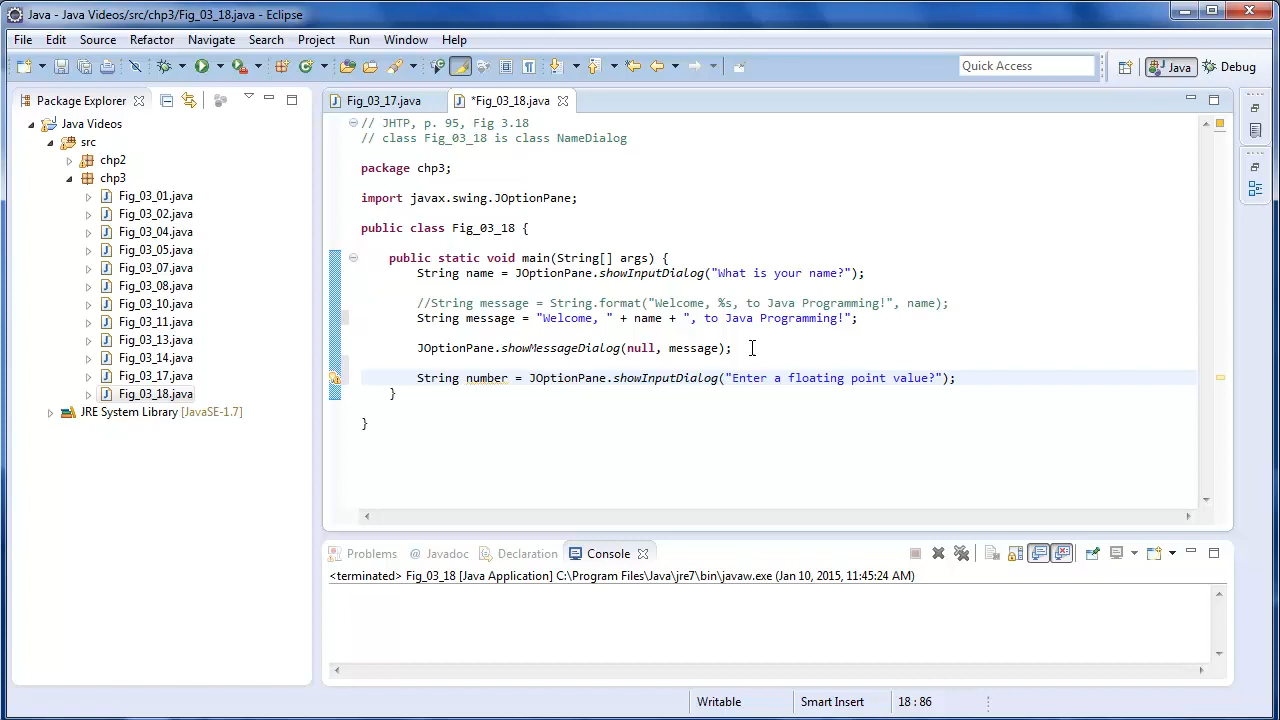 Java - Java Videos/src/chp3/Fig_03_18.java - Eclipse
File Edit Source Refactor Navigate Search Project Run Window Help
Quick Access Java Debug
Package Explorer
Java Videos
src
chp2
chp3
Fig_03_01.java
Fig_03_02.java
Fig_03_04.java
Fig_03_05.java
Fig_03_07.java
Fig_03_08.java
Fig_03_10.java
Fig_03_11.java
Fig_03_13.java
Fig_03_14.java
Fig_03_17.java
Fig_03_18.java
JRE System Library [JavaSE-1.7]
Fig_03_17.java *Fig_03_18.java
// JHTP, p. 95, Fig 3.18
// class Fig_03_18 is class NameDialog
package chp3;
import javax.swing.JOptionPane;
public class Fig_03_18 {
public static void main(String[] args) {
String name = JOptionPane.showInputDialog("What is your name?");
//String message = String.format("Welcome, %s, to Java Programming!", name);
String message = "Welcome, " + name + ", to Java Programming!";
JOptionPane.showMessageDialog(null, message);
String number = JOptionPane.showInputDialog("Enter a floating point value?");
}
}
Problems @ Javadoc Declaration Console
<terminated> Fig_03_18 [Java Application] C:\Program Files\Java\jre7\bin\javaw.exe (Jan 10, 2015, 11:45:24 AM)
Writable Smart Insert 18 : 86